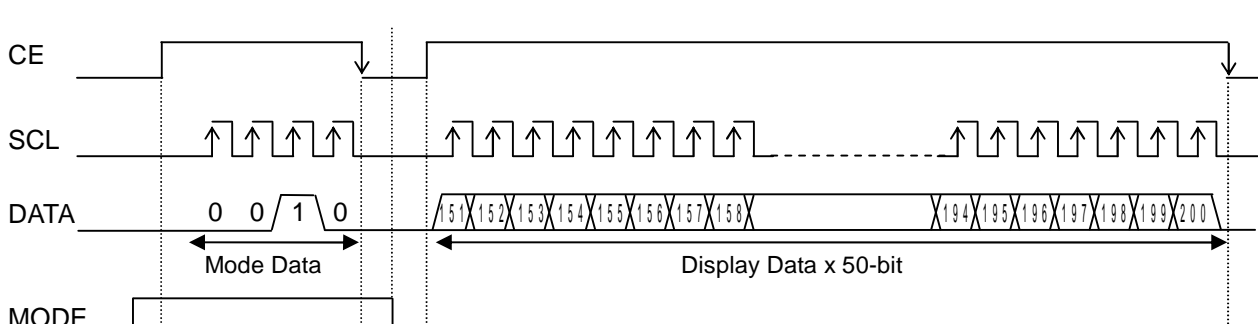 CE
SCL
DATA
0 0 1 0
151 152 153 154 155 156 157 158
194 195 196 197 198 199 200
Mode Data
Display Data x 50-bit
MODE